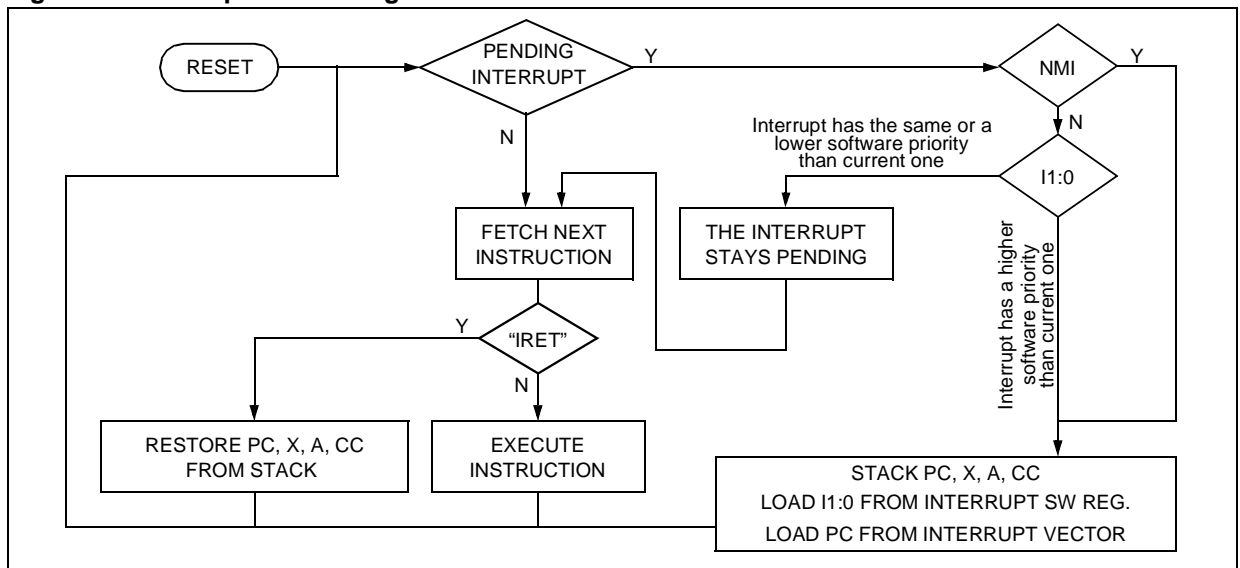 RESET
PENDING
INTERRUPT
Y
NMI
Y
N
N
Interrupt has the same or a
lower software priority
than current one
I1:0
FETCH NEXT
INSTRUCTION
THE INTERRUPT
STAYS PENDING
Interrupt has a higher
software priority
than current one
Y
“IRET”
N
RESTORE PC, X, A, CC
FROM STACK
EXECUTE
INSTRUCTION
STACK PC, X, A, CC
LOAD I1:0 FROM INTERRUPT SW REG.
LOAD PC FROM INTERRUPT VECTOR